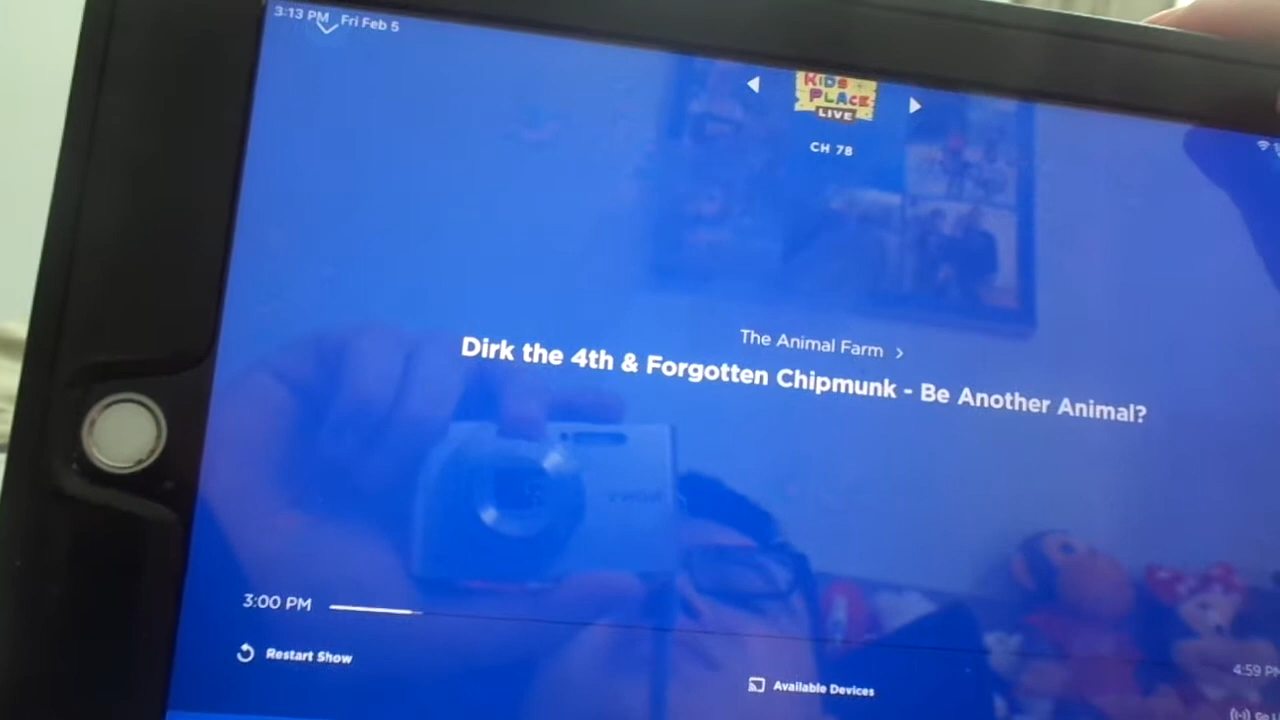 3:13 PM Fri Feb 5
KIDS
PLACE
LIVE
CH 78
The Animal Farm
Dirk the 4th & Forgotten Chipmunk - Be Another Animal?
3:00 PM
Restart Show
4:59 PM
Available Devices